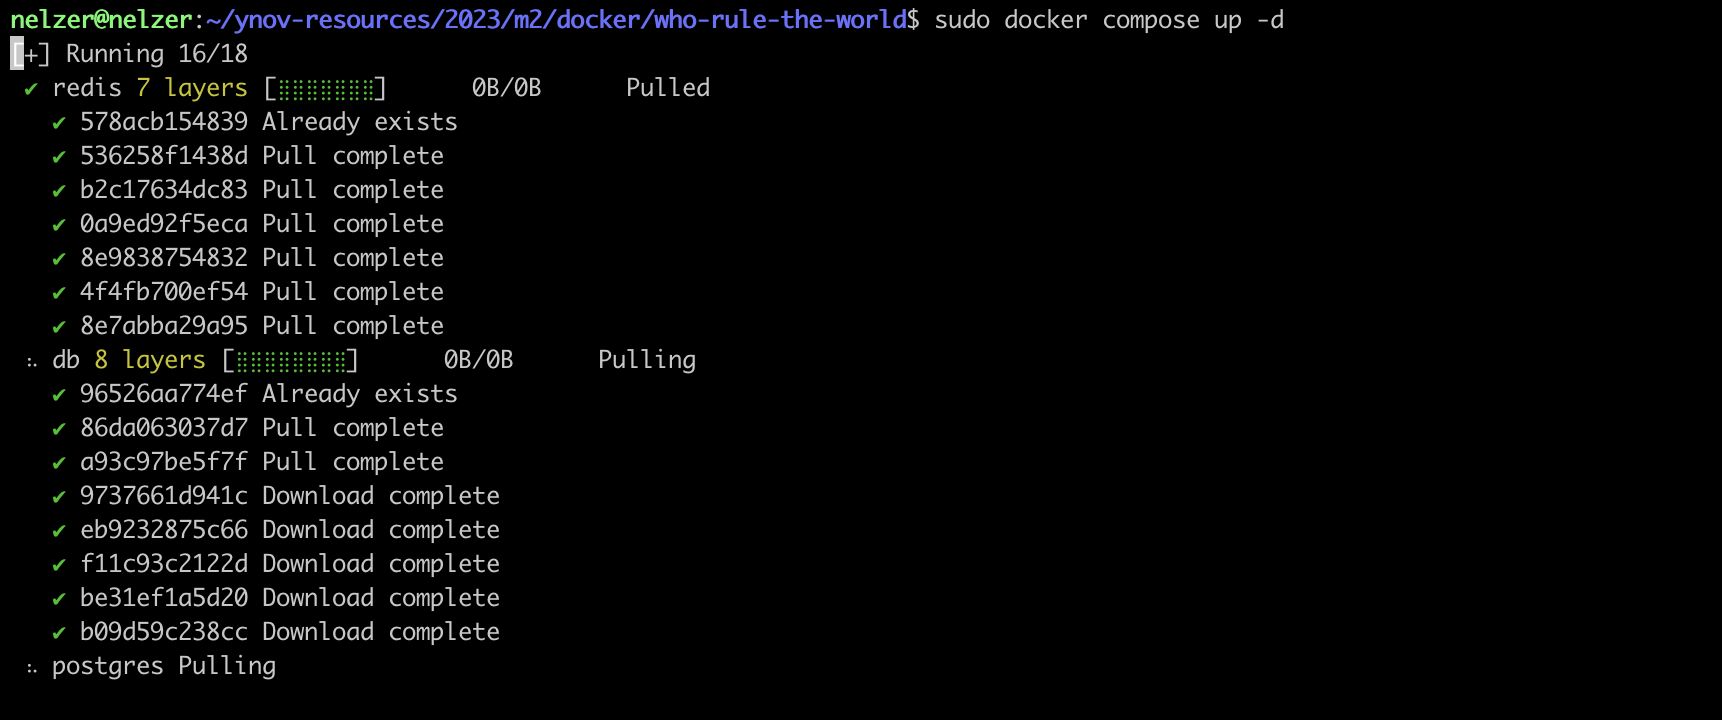 nelzer@nelzer:~/ynov-resources/2023/m2/docker/who-rule-the-world$ sudo docker compose up -d
[+] Running 16/18
✔ redis 7 layers [⣿⣿⣿⣿⣿⣿⣿] 0B/0B Pulled
✔ 578acb154839 Already exists
✔ 536258f1438d Pull complete
✔ b2c17634dc83 Pull complete
✔ 0a9ed92f5eca Pull complete
✔ 8e9838754832 Pull complete
✔ 4f4fb700ef54 Pull complete
✔ 8e7abba29a95 Pull complete
⠦ db 8 layers [⣿⣿⣿⣿⣿⣿⣿⣿] 0B/0B Pulling
✔ 96526aa774ef Already exists
✔ 86da063037d7 Pull complete
✔ a93c97be5f7f Pull complete
✔ 9737661d941c Download complete
✔ eb9232875c66 Download complete
✔ f11c93c2122d Download complete
✔ be31ef1a5d20 Download complete
✔ b09d59c238cc Download complete
⠦ postgres Pulling